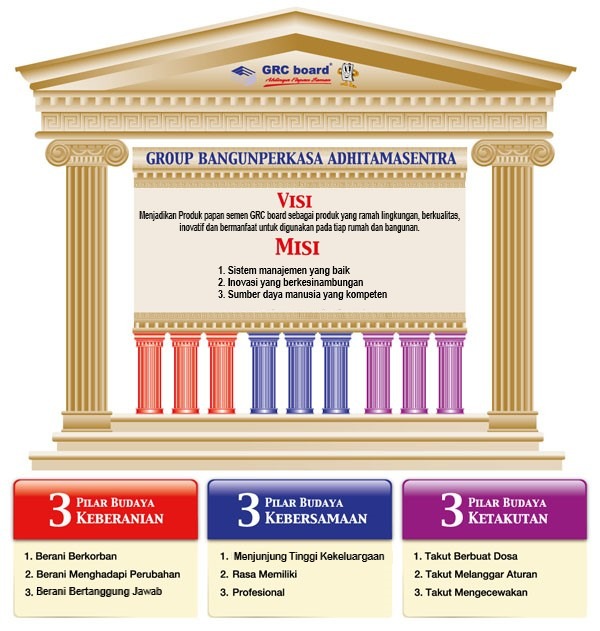 GRC board®
GROUP BANGUNPERKASA ADHITAMASENTRA
VISI
Menjadikan Produk papan semen GRC board sebagai produk yang ramah lingkungan, berkualitas,
inovatif dan bermanfaat untuk digunakan pada tiap rumah dan bangunan.
MISI
1. Sistem manajemen yang baik
2. Inovasi yang berkesinambungan
3. Sumber daya manusia yang kompeten
3 PILAR BUDAYA
KEBERANIAN
1. Berani Berkorban
2. Berani Menghadapi Perubahan
3. Berani Bertanggung Jawab
3 PILAR BUDAYA
KEBERSAMAAN
1. Menjunjung Tinggi Kekeluargaan
2. Rasa Memiliki
3. Profesional
3 PILAR BUDAYA
KETAKUTAN
1. Takut Berbuat Dosa
2. Takut Melanggar Aturan
3. Takut Mengecewakan